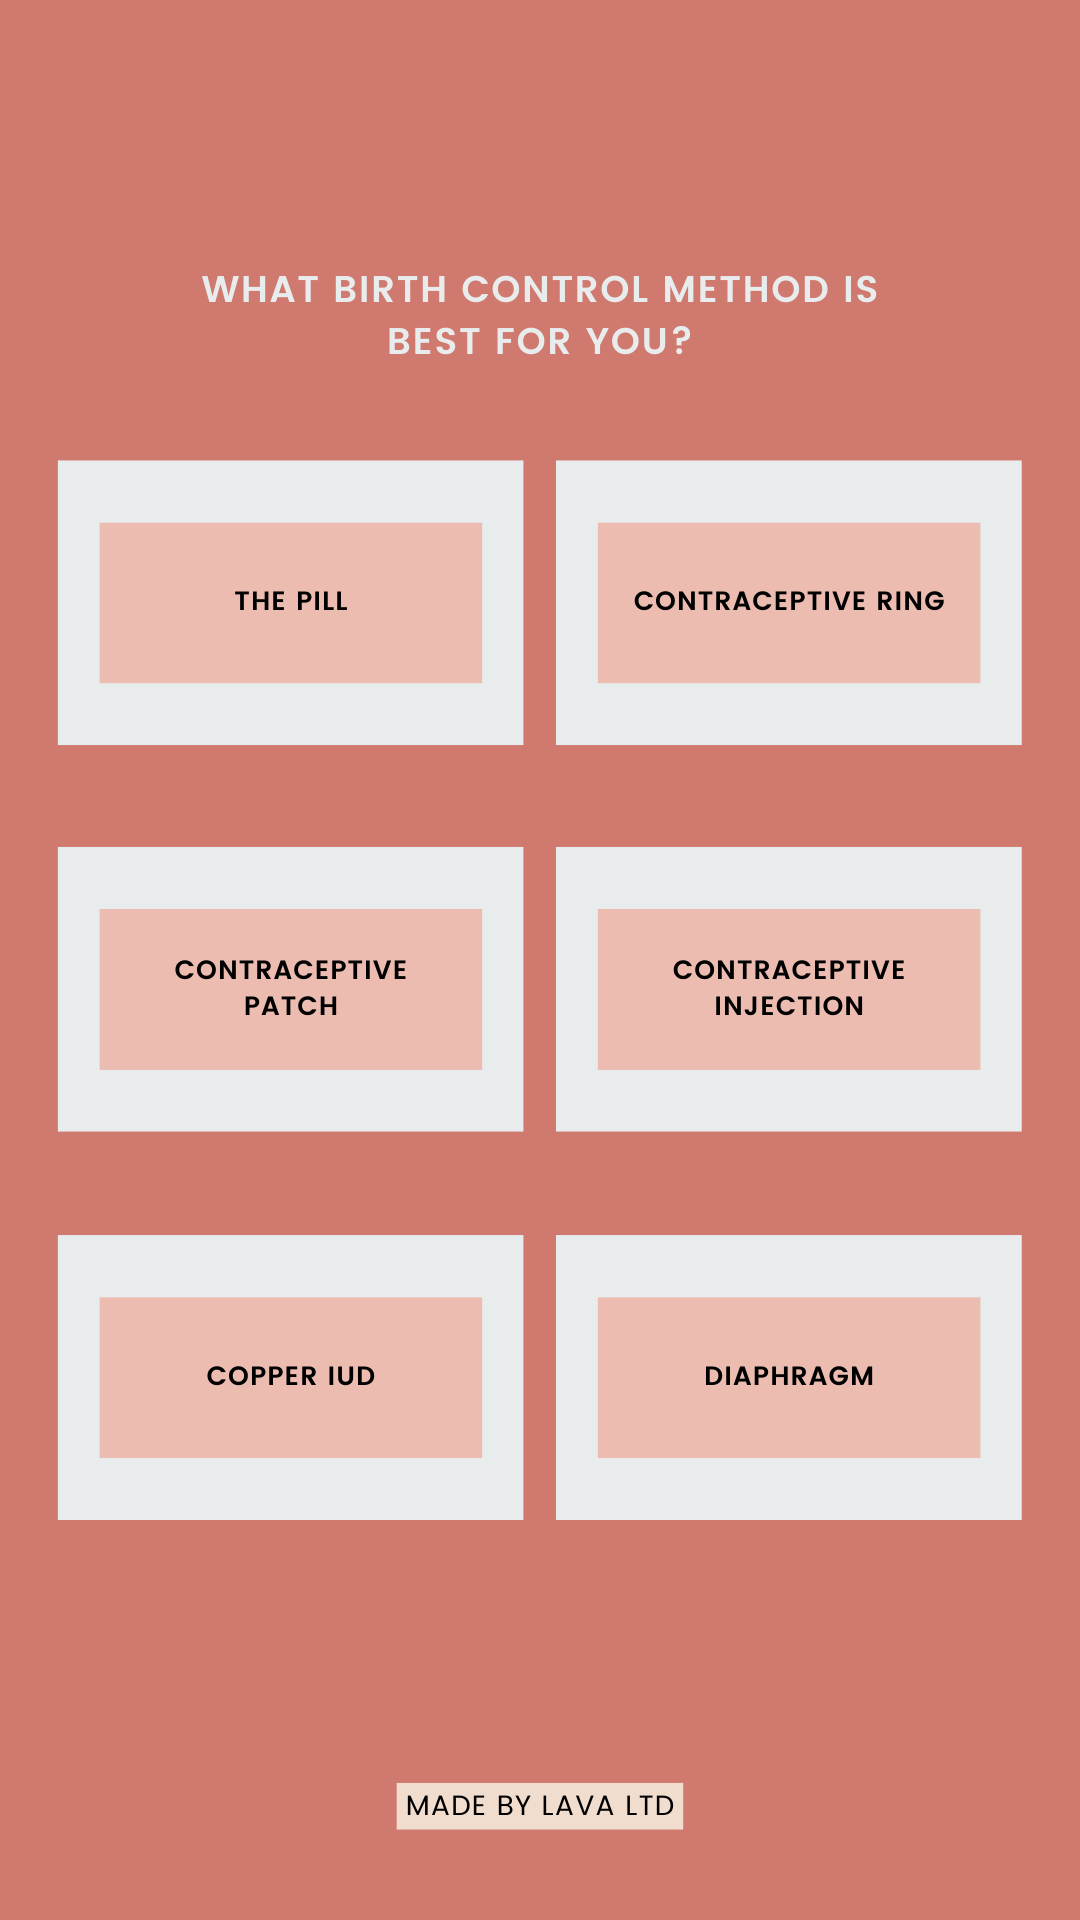 WHAT BIRTH CONTROL METHOD IS
BEST FOR YOU?
THE PILL
CONTRACEPTIVE RING
CONTRACEPTIVE
PATCH
CONTRACEPTIVE
INJECTION
COPPER IUD
DIAPHRAGM
MADE BY LAVA LTD